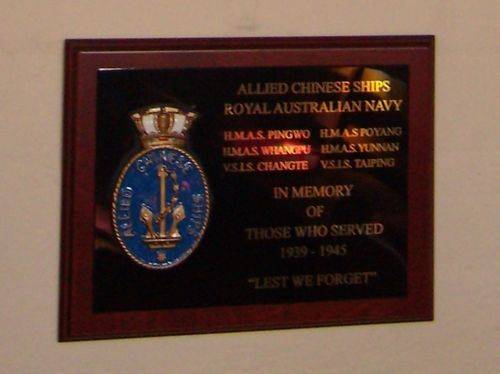 ALLIED CHINESE SHIPS
ROYAL AUSTRALIAN NAVY
H.M.A.S. PINGWO H.M.A.S POYANG
H.M.A.S. WHANGPU H.M.A.S. YUNNAN
V.S.I.S. CHANGTE V.S.I.S. TAIPING
IN MEMORY
OF
THOSE WHO SERVED
1939 - 1945
"LEST WE FORGET"
ALLIED CHINESE SHIPS